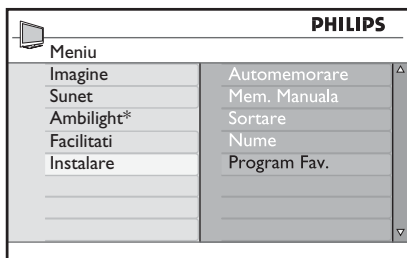 PHILIPS
Meniu
Imagine
Sunet
Ambilight*
Facilitati
Instalare
Automemorare
Mem. Manuala
Sortare
Nume
Program Fav.